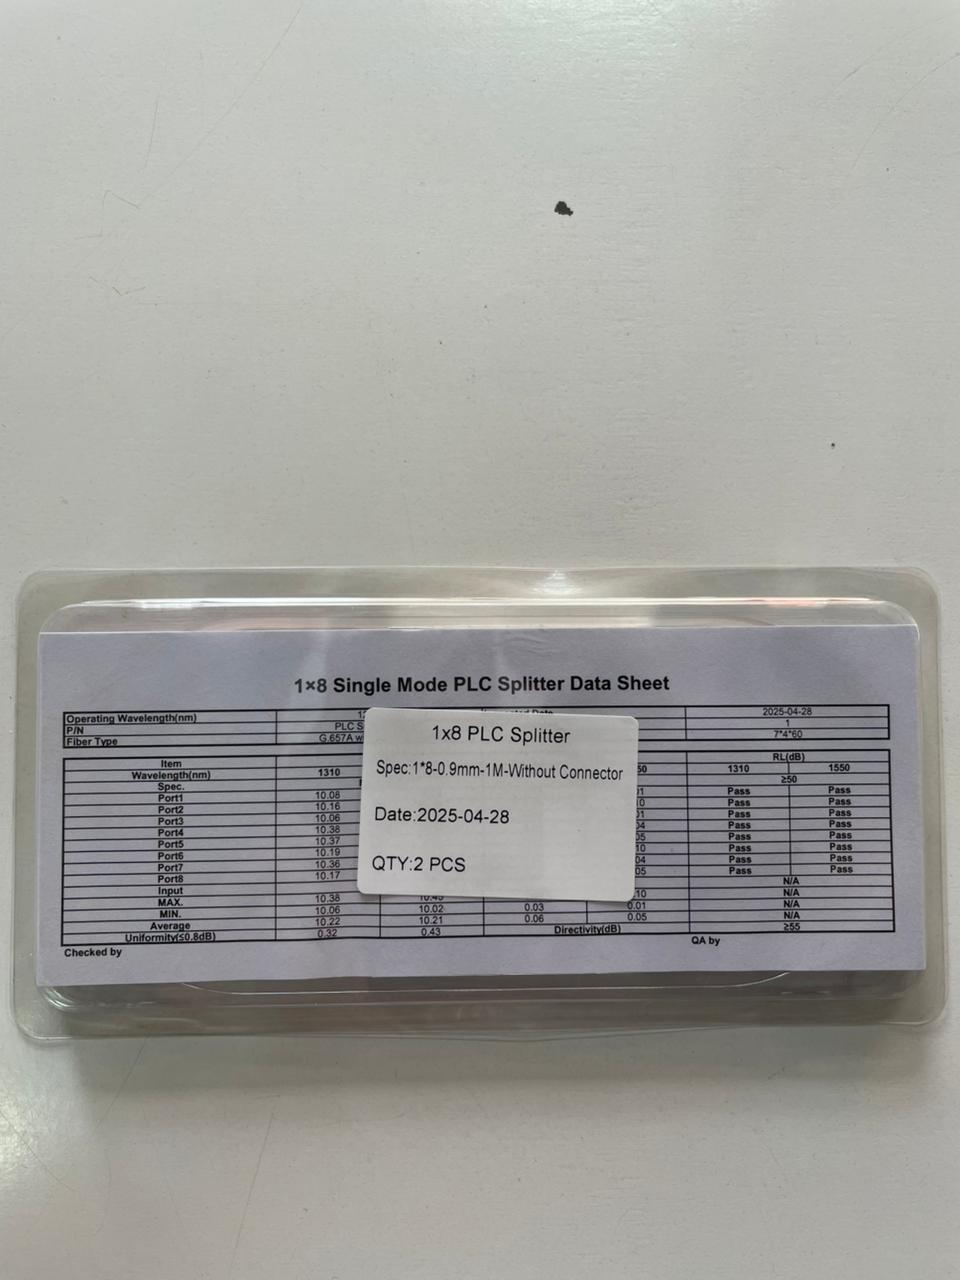 1×8 Single Mode PLC Splitter Data Sheet
Operating Wavelength(nm) 2025-04-28
P/N PLC 1
Fiber Type G.657A 7*4*60
Item RL(dB)
Wavelength(nm) 1310 1310 1550
Spec. ≥50
Port1 10.08 Pass Pass
Port2 10.16 Pass Pass
Port3 10.06 Pass Pass
Port4 10.38 Pass Pass
Port5 10.37 Pass Pass
Port6 10.19 Pass Pass
Port7 10.36 Pass Pass
Port8 10.17 Pass Pass
Input N/A
MAX. 10.38 N/A
MIN. 10.06 10.02 0.03 0.01 N/A
Average 10.22 10.21 0.06 0.05 N/A
Uniformity(≤0.8dB) 0.32 0.43 Directivity(dB) ≥55
Checked by QA by
1x8 PLC Splitter
Spec:1*8-0.9mm-1M-Without Connector
Date:2025-04-28
QTY:2 PCS